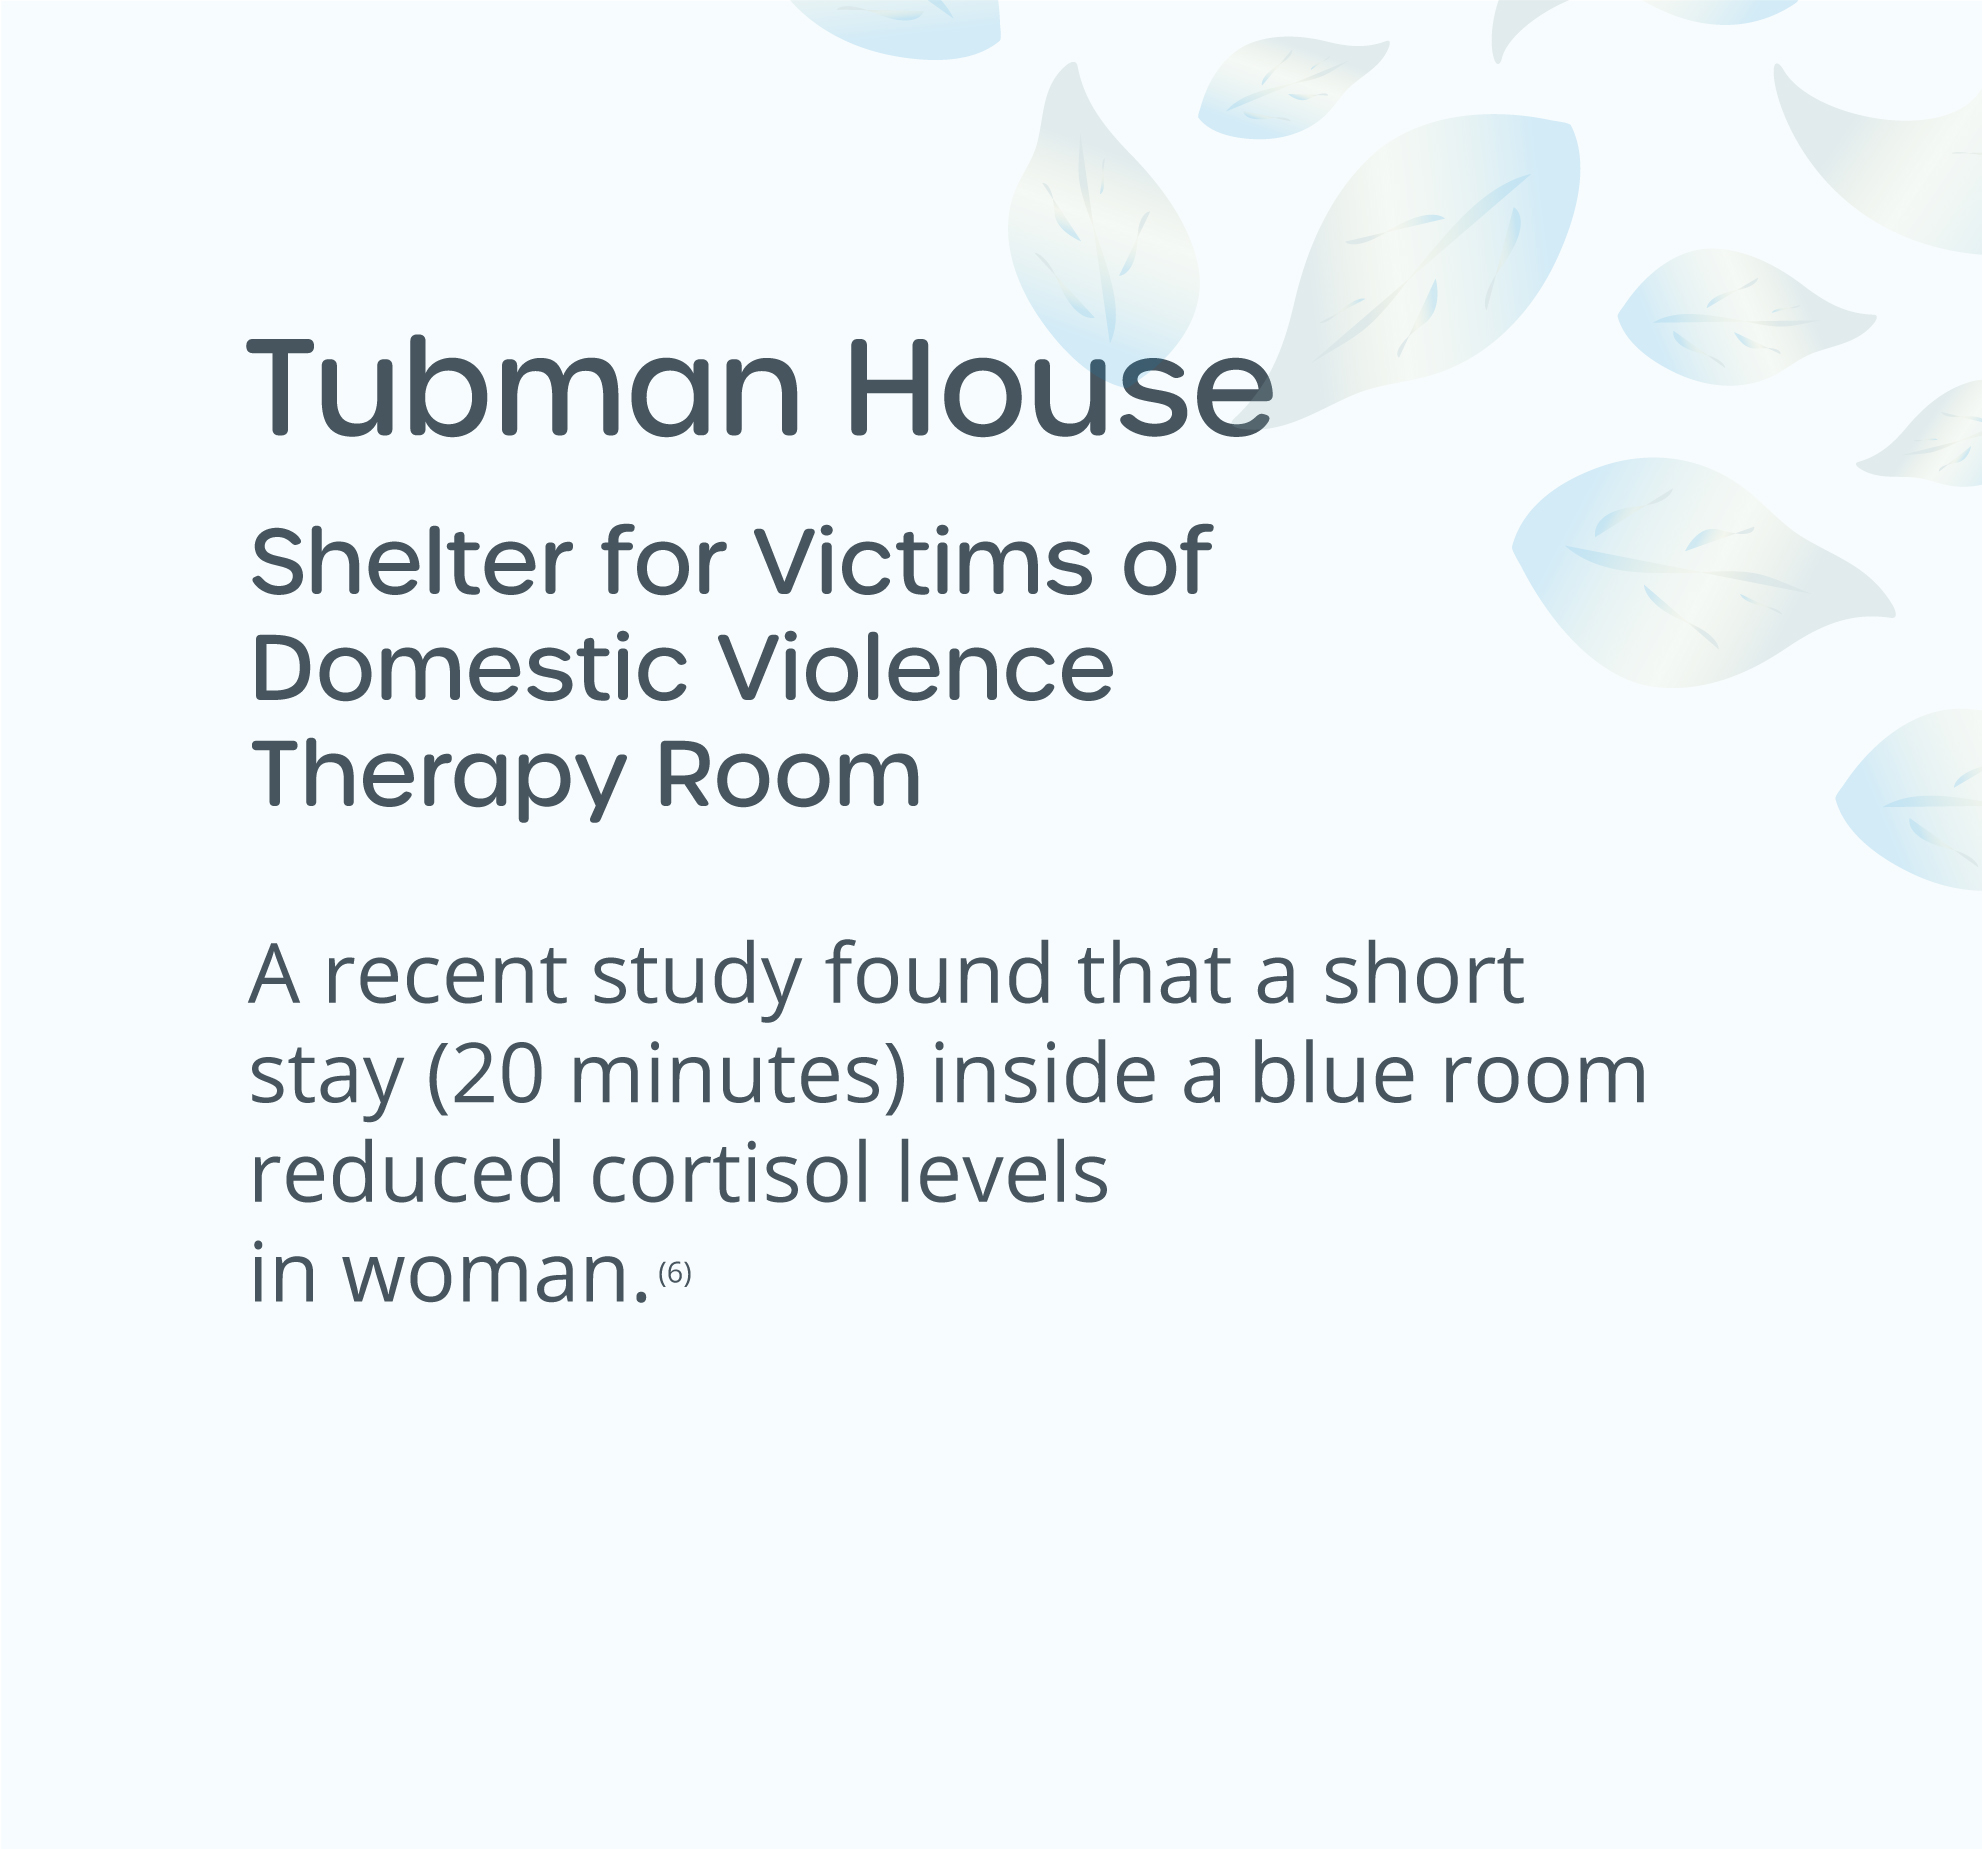 Tubman House
Shelter for Victims of
Domestic Violence
Therapy Room
A recent study found that a short
stay (20 minutes) inside a blue room
reduced cortisol levels
in woman. (6)